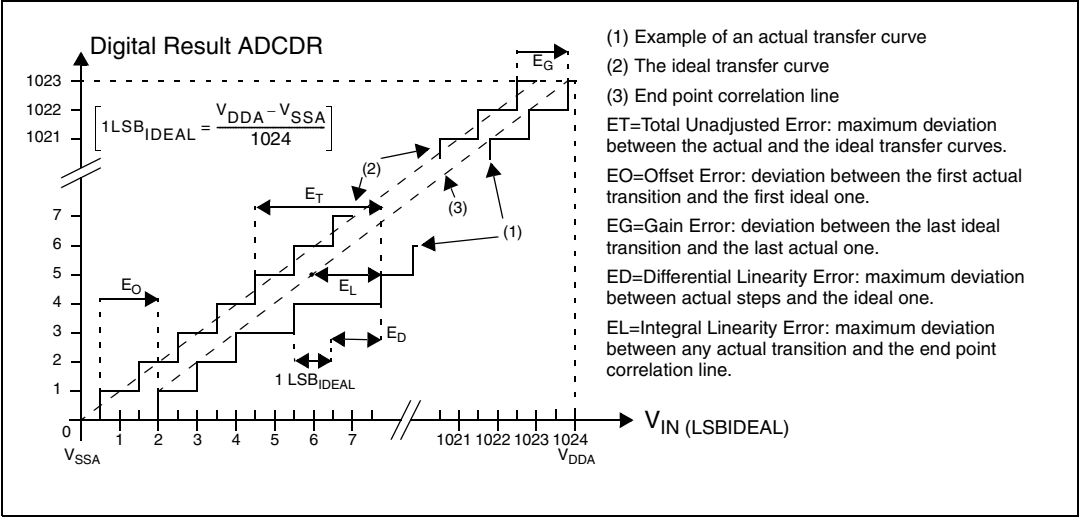 Digital Result ADCDR
1023
1022
1021
1LSBIDEAL = VDDA – VSSA
1024
7
6
5
4
3
2
1
0
EG
(2)
ET
(3)
(1)
EO
EL
ED
1 LSBIDEAL
(1)
1 2 3 4 5 6 7 1021 1022 1023 1024
VSSA
VDDA
VIN (LSBIDEAL)
(1) Example of an actual transfer curve
(2) The ideal transfer curve
(3) End point correlation line
ET=Total Unadjusted Error: maximum deviation
between the actual and the ideal transfer curves.
EO=Offset Error: deviation between the first actual
transition and the first ideal one.
EG=Gain Error: deviation between the last ideal
transition and the last actual one.
ED=Differential Linearity Error: maximum deviation
between actual steps and the ideal one.
EL=Integral Linearity Error: maximum deviation
between any actual transition and the end point
correlation line.